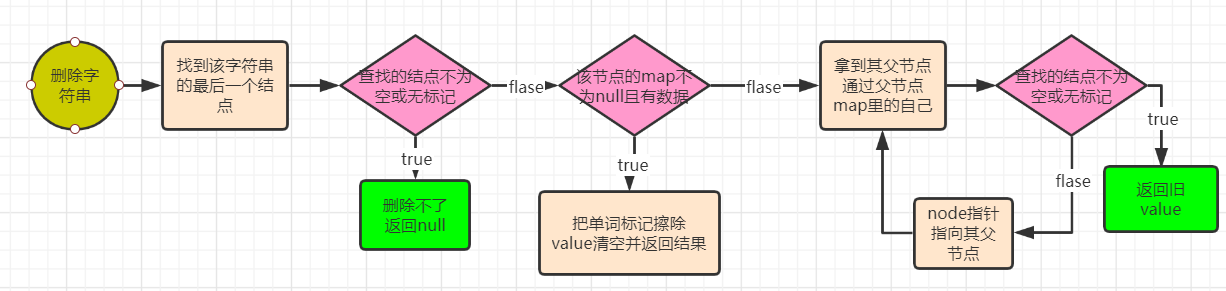 删除字
符串
找到该字符串
的最后一个结
点
查找的结点不为
空或无标记
flase
true
删除不了
返回null
该节点的map不
为null且有数据
flase
true
把单词标记擦除
value清空并返回结果
拿到其父节点
通过父节点
map里的自己
查找的结点不为
空或无标记
true
返回旧
value
flase
node指针
指向其父
节点